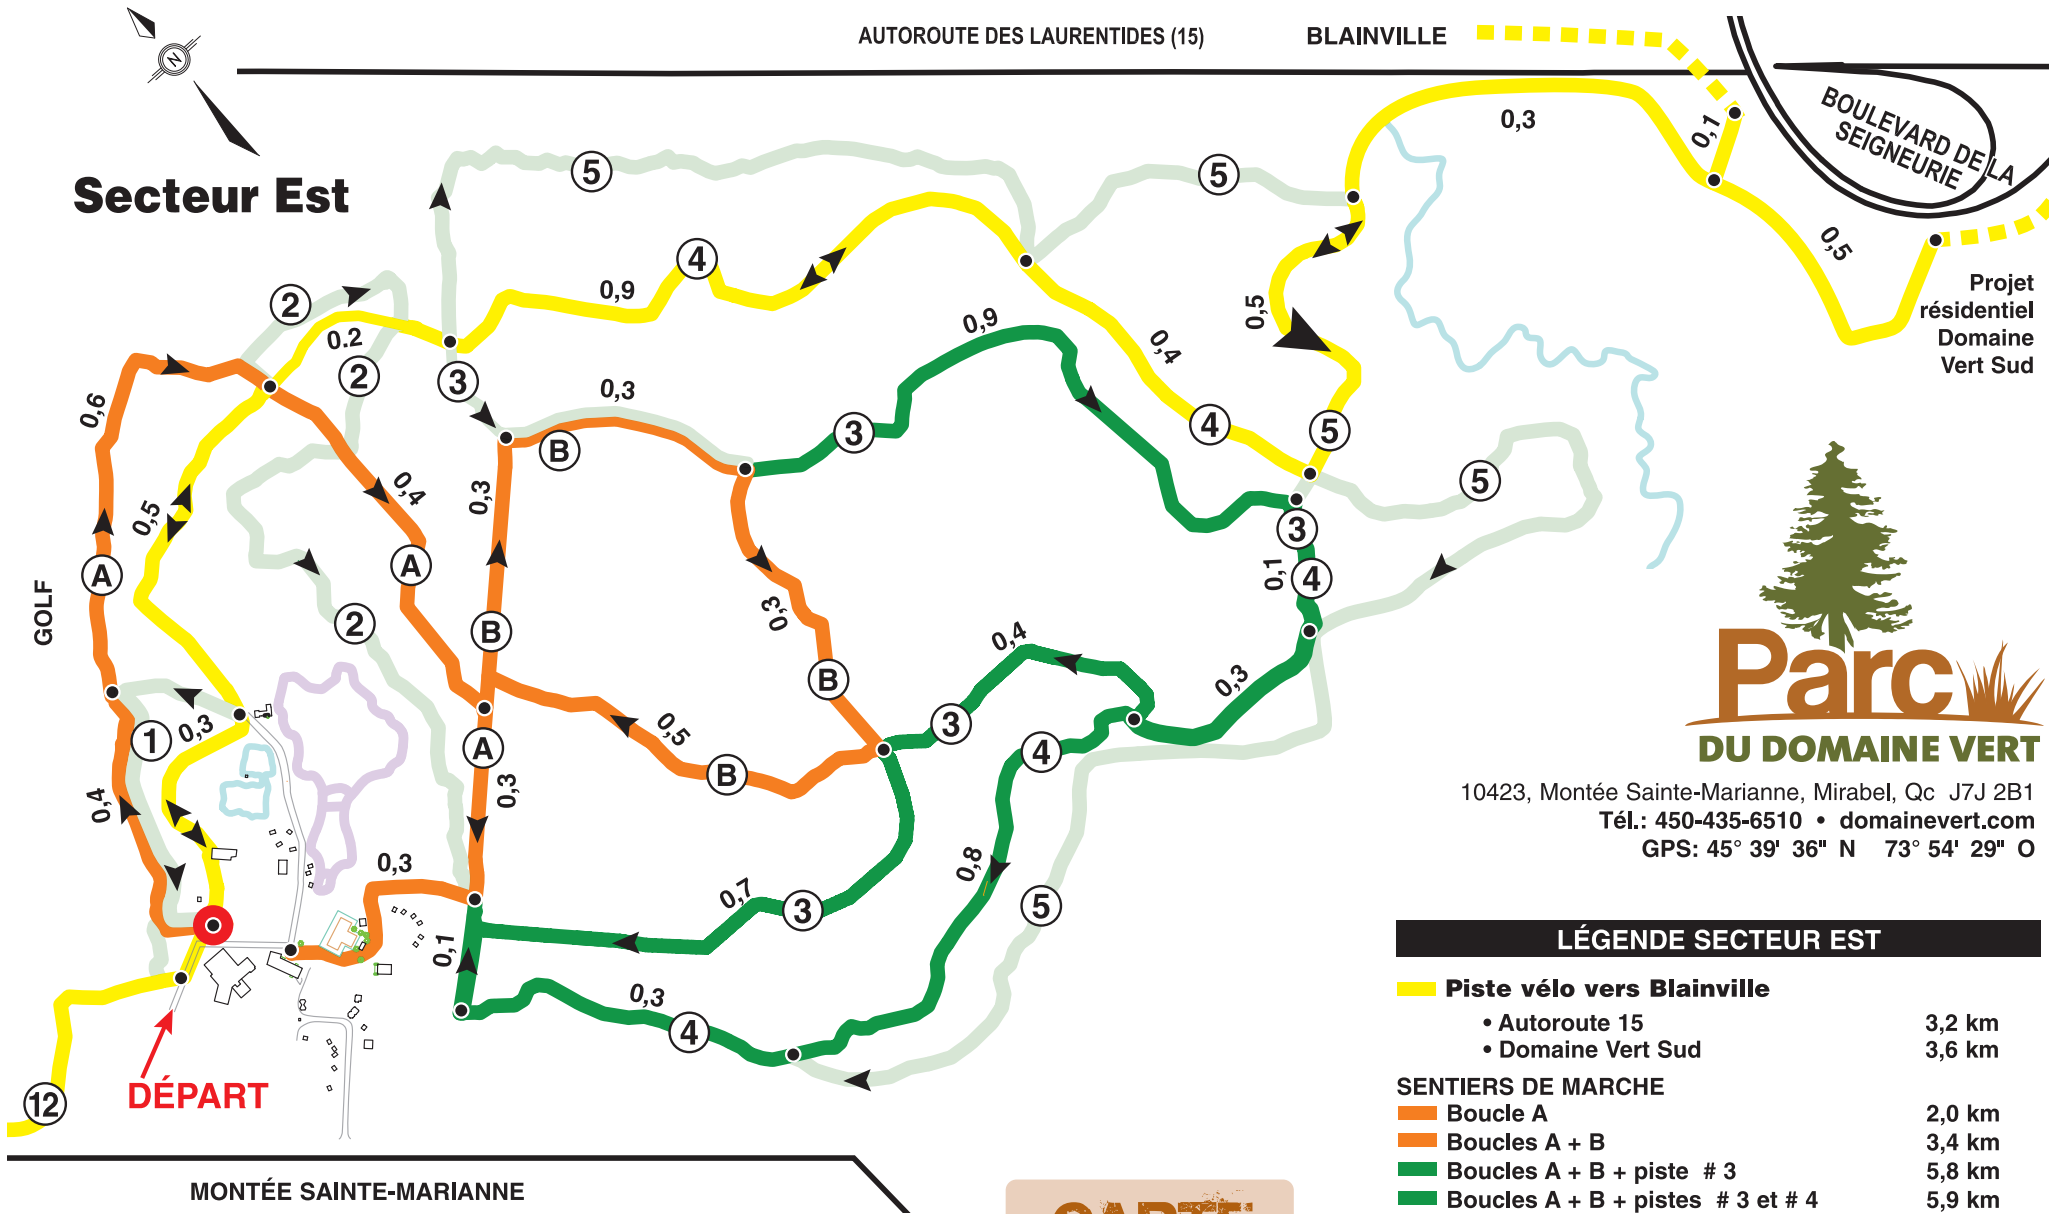 AUTOROUTE DES LAURENTIDES (15)
BLAINVILLE
N
BOULEVARD DE LA
SEIGNEURIE
Secteur Est
0,3
0,1
0,5
5
5
4
0,9
2
0.2
2
3
0,3
B
0,9
3
0,4
4
0,5
5
5
Projet
résidentiel
Domaine
Vert Sud
0,6
0,5
0,4
A
A
GOLF
0,3
B
2
0,3
B
3
4
0,1
0,4
0,3
3
4
1
0,3
0,4
A
0,3
0,5
B
0,3
0,7
3
0,8
5
0,1
0,3
4
12
DÉPART
MONTÉE SAINTE-MARIANNE
Parc
DU DOMAINE VERT
10423, Montée Sainte-Marianne, Mirabel, Qc J7J 2B1
Tél.: 450-435-6510 • domainevert.com
GPS: 45° 39' 36" N 73° 54' 29" O
LÉGENDE SECTEUR EST
Piste vélo vers Blainville
• Autoroute 15 3,2 km
• Domaine Vert Sud 3,6 km
SENTIERS DE MARCHE
Boucle A 2,0 km
Boucles A + B 3,4 km
Boucles A + B + piste # 3 5,8 km
Boucles A + B + pistes # 3 et # 4 5,9 km
CARTE